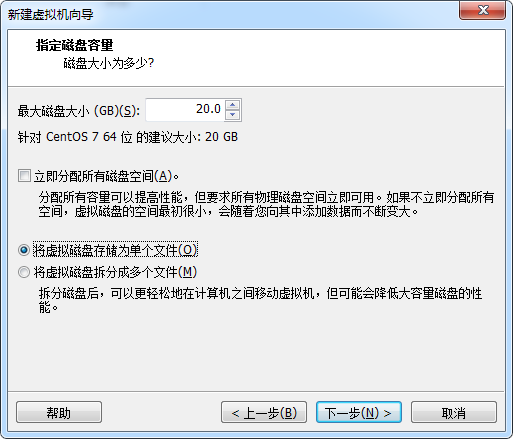 新建虚拟机向导
指定磁盘容量
磁盘大小为多少?
最大磁盘大小 (GB)(S): 20.0
针对 CentOS 7 64 位 的建议大小: 20 GB
立即分配所有磁盘空间(A)。
分配所有容量可以提高性能，但要求所有物理磁盘空间立即可用。如果不立即分配所有
空间，虚拟磁盘的空间最初很小，会随着您向其中添加数据而不断变大。
将虚拟磁盘存储为单个文件(O)
将虚拟磁盘拆分成多个文件(M)
拆分磁盘后，可以更轻松地在计算机之间移动虚拟机，但可能会降低大容量磁盘的性
能。
帮助 < 上一步(B) 下一步(N) > 取消